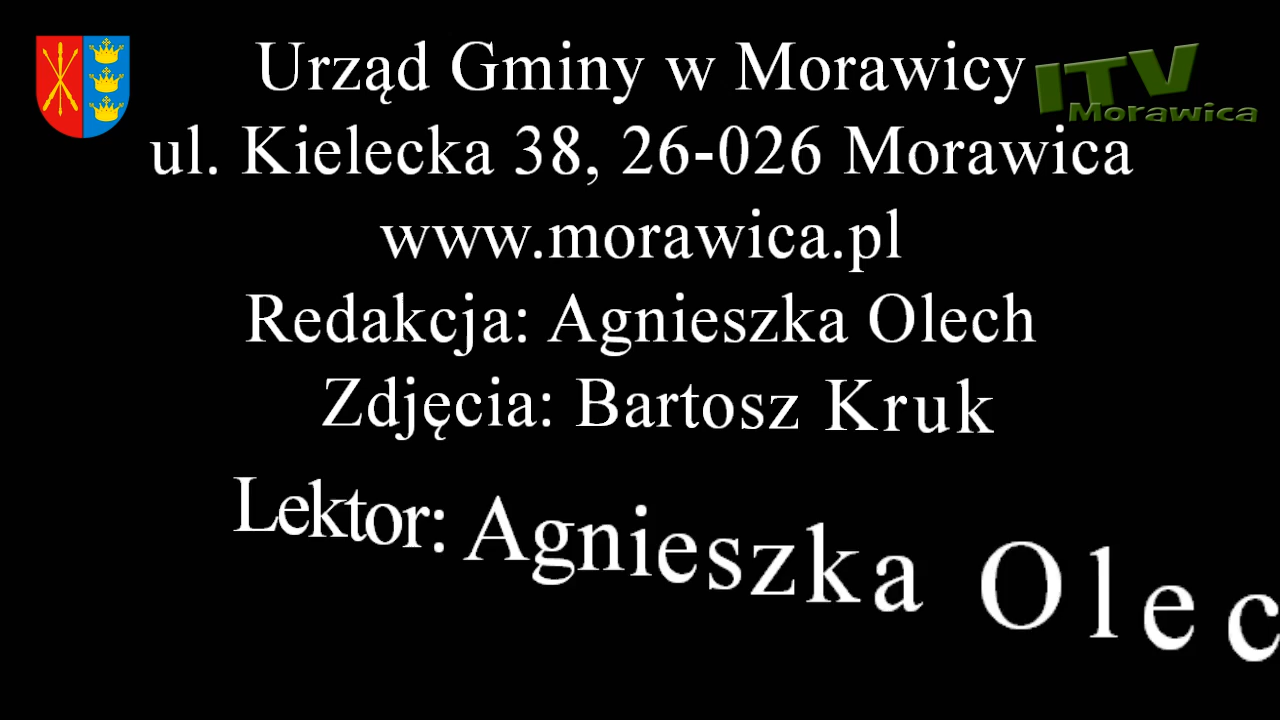 Urząd Gminy w Morawicy
ITV
Morawica
ul. Kielecka 38, 26-026 Morawica
www.morawica.pl
Redakcja: Agnieszka Olech
Zdjęcia: Bartosz Kruk
Lektor: Agnieszka Olec